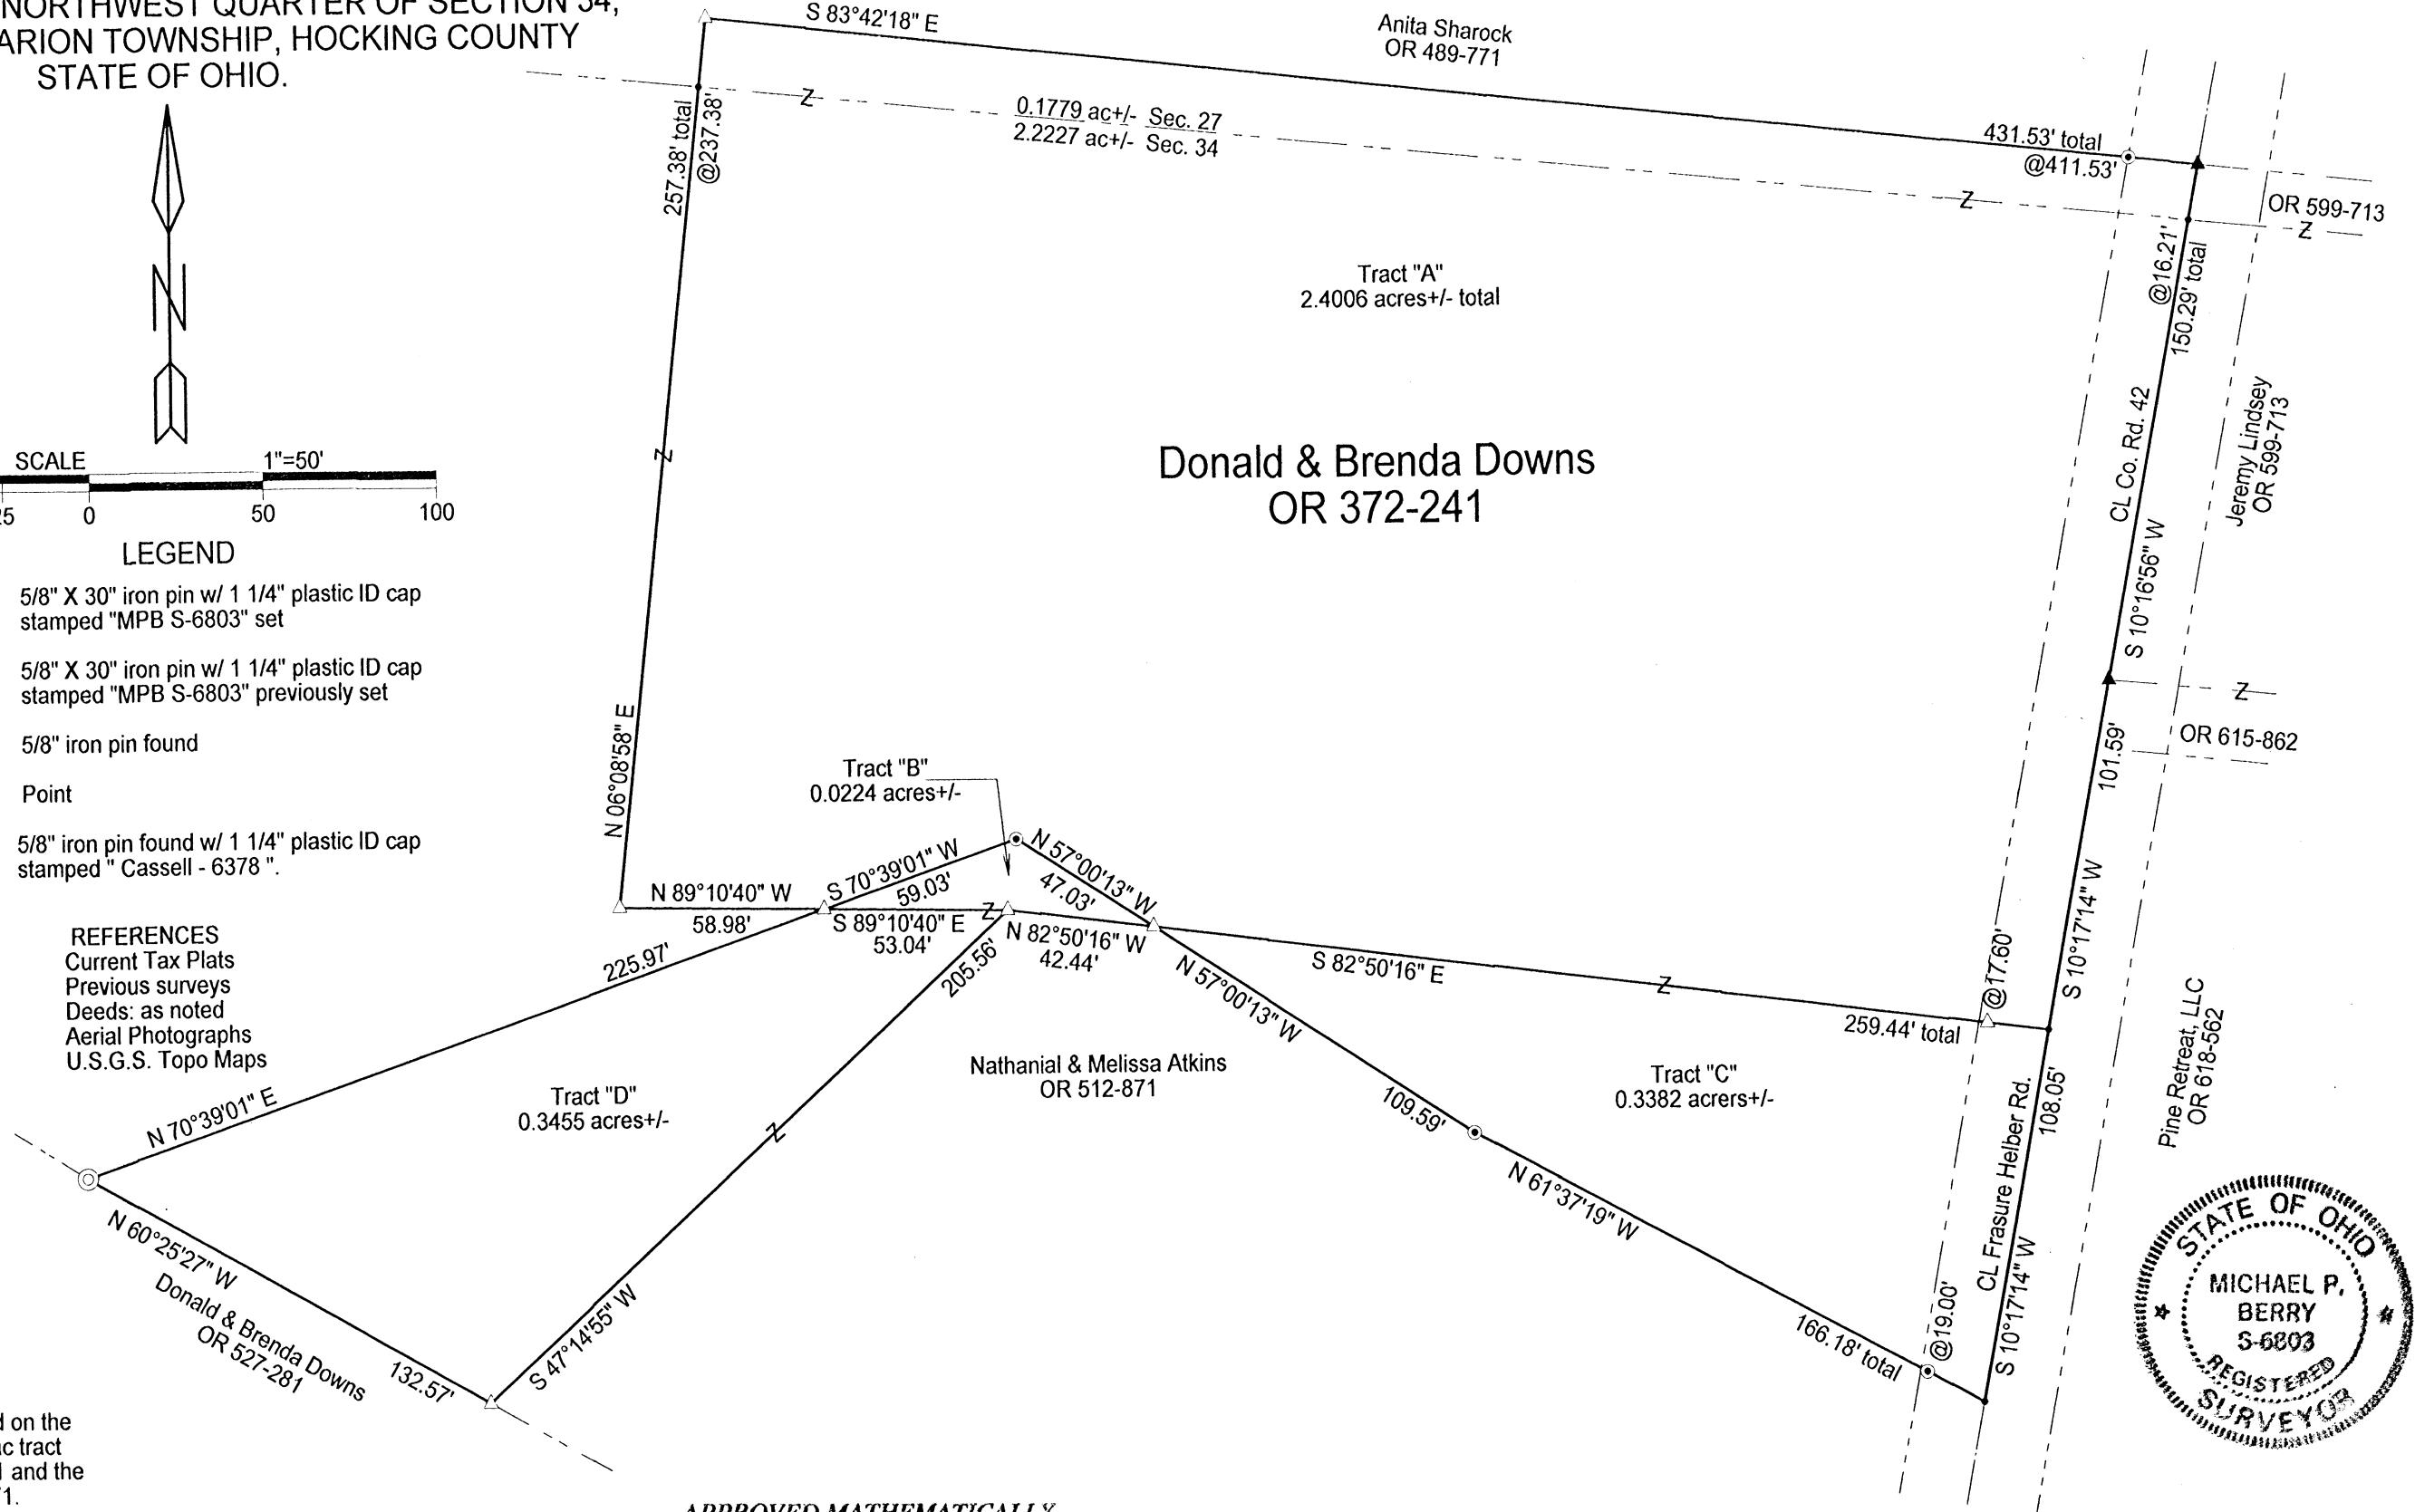 NORTHWEST QUARTER OF SECTION 34,
ARION TOWNSHIP, HOCKING COUNTY
STATE OF OHIO.
N
SCALE 1"=50'
25 0 50 100
LEGEND
5/8" X 30" iron pin w/ 1 1/4" plastic ID cap
stamped "MPB S-6803" set
5/8" X 30" iron pin w/ 1 1/4" plastic ID cap
stamped "MPB S-6803" previously set
5/8" iron pin found
Point
5/8" iron pin found w/ 1 1/4" plastic ID cap
stamped " Cassell - 6378 ".
REFERENCES
Current Tax Plats
Previous surveys
Deeds: as noted
Aerial Photographs
U.S.G.S. Topo Maps
d on the
ac tract
and the
1.
S 83°42'18" E
Anita Sharock
OR 489-771
431.53' total
@411.53'
Z
0.1779 ac+/- Sec. 27
2.2227 ac+/- Sec. 34
Z
OR 599-713
Z
257.38' total
@237.38'
Z
N 06°08'58" E
Tract "A"
2.4006 acres+/- total
Donald & Brenda Downs
OR 372-241
@16.21'
150.29' total
CL Co. Rd. 42
S 10°16'56" W
Jeremy Lindsey
OR 599-713
Z
OR 615-862
101.59'
S 10°17'14" W
Tract "B"
0.0224 acres+/-
N 89°10'40" W
58.98'
S 70°39'01" W
59.03'
S 89°10'40" E
53.04'
Z
N 57°00'13" W
47.03'
N 82°50'16" W
42.44'
S 82°50'16" E
Z
259.44' total
@17.60'
225.97'
N 70°39'01" E
205.56'
Z
S 47°14'55" W
Tract "D"
0.3455 acres+/-
Nathanial & Melissa Atkins
OR 512-871
N 57°00'13" W
109.59'
Tract "C"
0.3382 acrers+/-
N 61°37'19" W
166.18' total
@19.00'
CL Frasure Helber Rd.
108.05'
S 10°17'14" W
Pine Retreat, LLC
OR 618-562
N 60°25'27" W
132.57'
Donald & Brenda Downs
OR 527-281
STATE OF OHIO
MICHAEL P.
BERRY
S-6803
REGISTERED
SURVEYOR
APPROVED MATHEMATICALLY